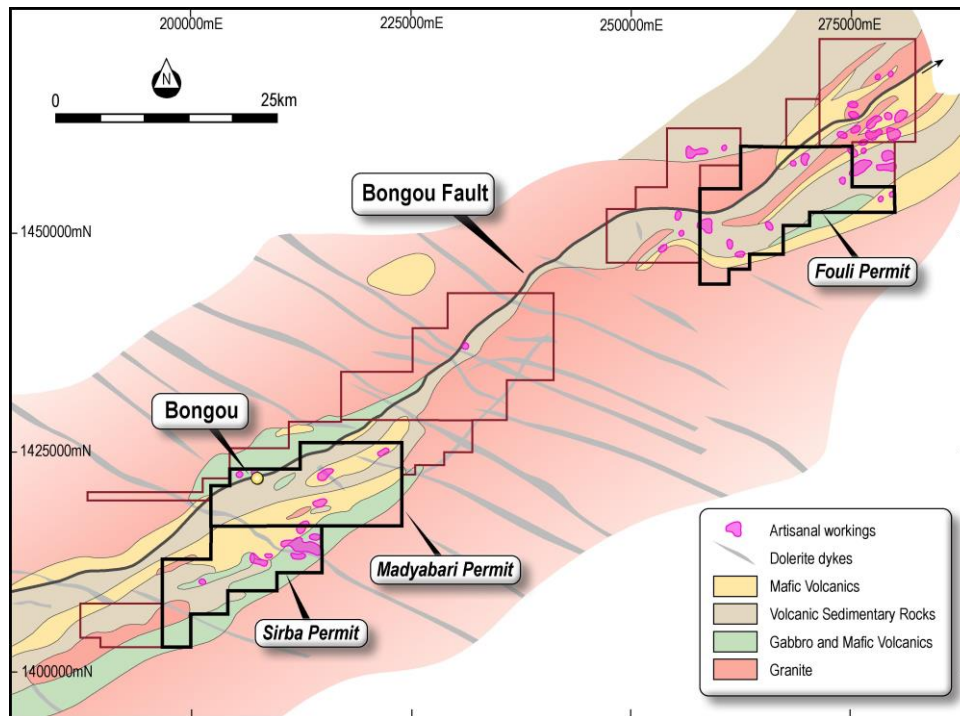 200000mE
225000mE
250000mE
275000mE
N
0
25km
Bongou Fault
1450000mN
Fouli Permit
Bongou
1425000mN
Madyabari Permit
Sirba Permit
1400000mN
Artisanal workings
Dolerite dykes
Mafic Volcanics
Volcanic Sedimentary Rocks
Gabbro and Mafic Volcanics
Granite